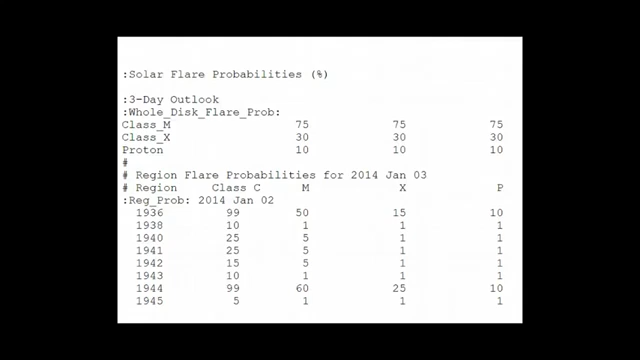 :Solar Flare Probabilities (%)
:3-Day Outlook
:Whole_Disk_Flare_Prob:
Class_M 75 75 75
Class_X 30 30 30
Proton 10 10 10
#
# Region Flare Probabilities for 2014 Jan 03
# Region Class C M X P
:Reg_Prob: 2014 Jan 02
1936 99 50 15 10
1938 10 1 1 1
1940 25 5 1 1
1941 25 5 1 1
1942 15 5 1 1
1943 10 1 1 1
1944 99 60 25 10
1945 5 1 1 1